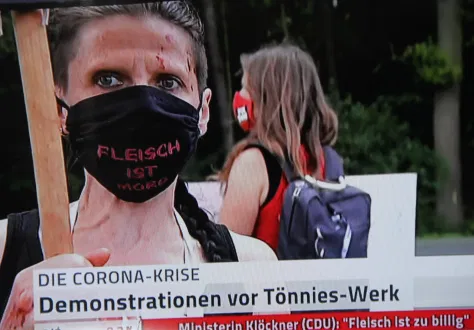 FLEISCH
IST
MORD
DIE CORONA-KRISE
Demonstrationen vor Tönnies-Werk
Ministerin Klöckner (CDU): "Fleisch ist zu billig"